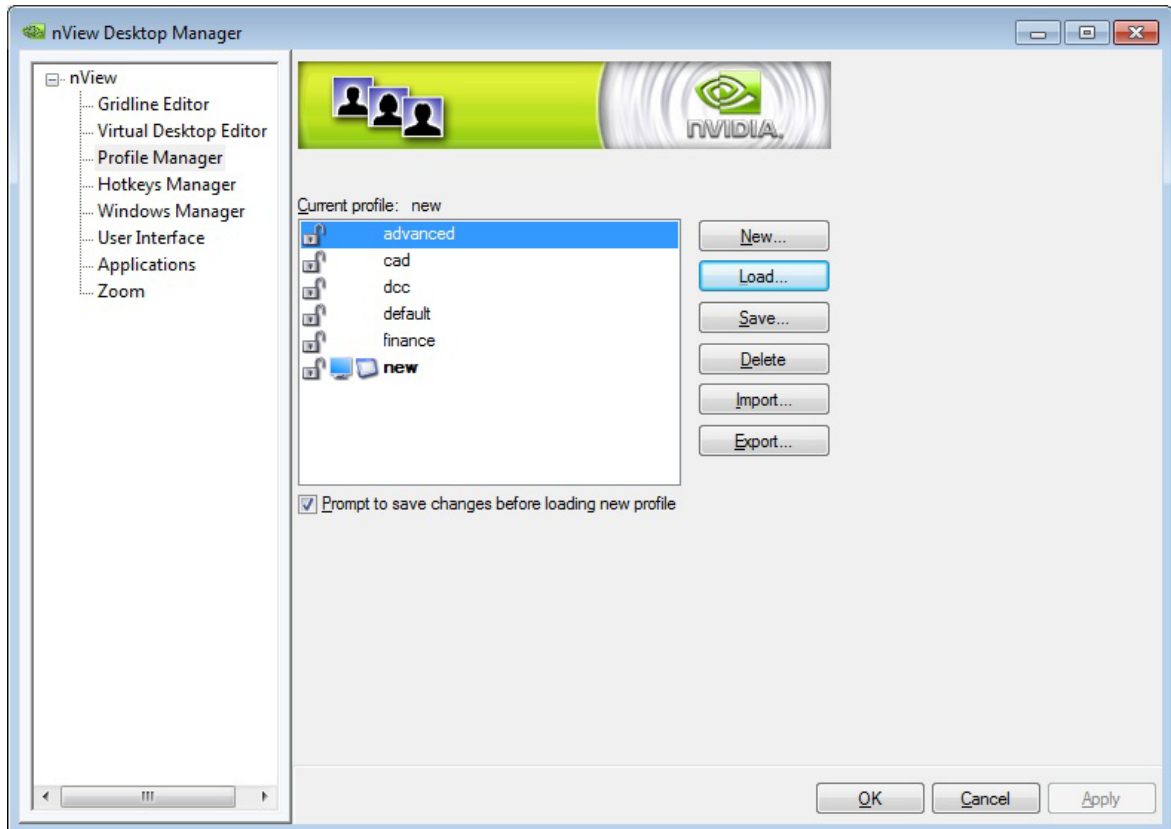 nView Desktop Manager
nView
Gridline Editor
Virtual Desktop Editor
Profile Manager
Hotkeys Manager
Windows Manager
User Interface
Applications
Zoom
NVIDIA.
Current profile: new
advanced
cad
dcc
default
finance
new
New...
Load...
Save...
Delete
Import...
Export...
Prompt to save changes before loading new profile
OK
Cancel
Apply